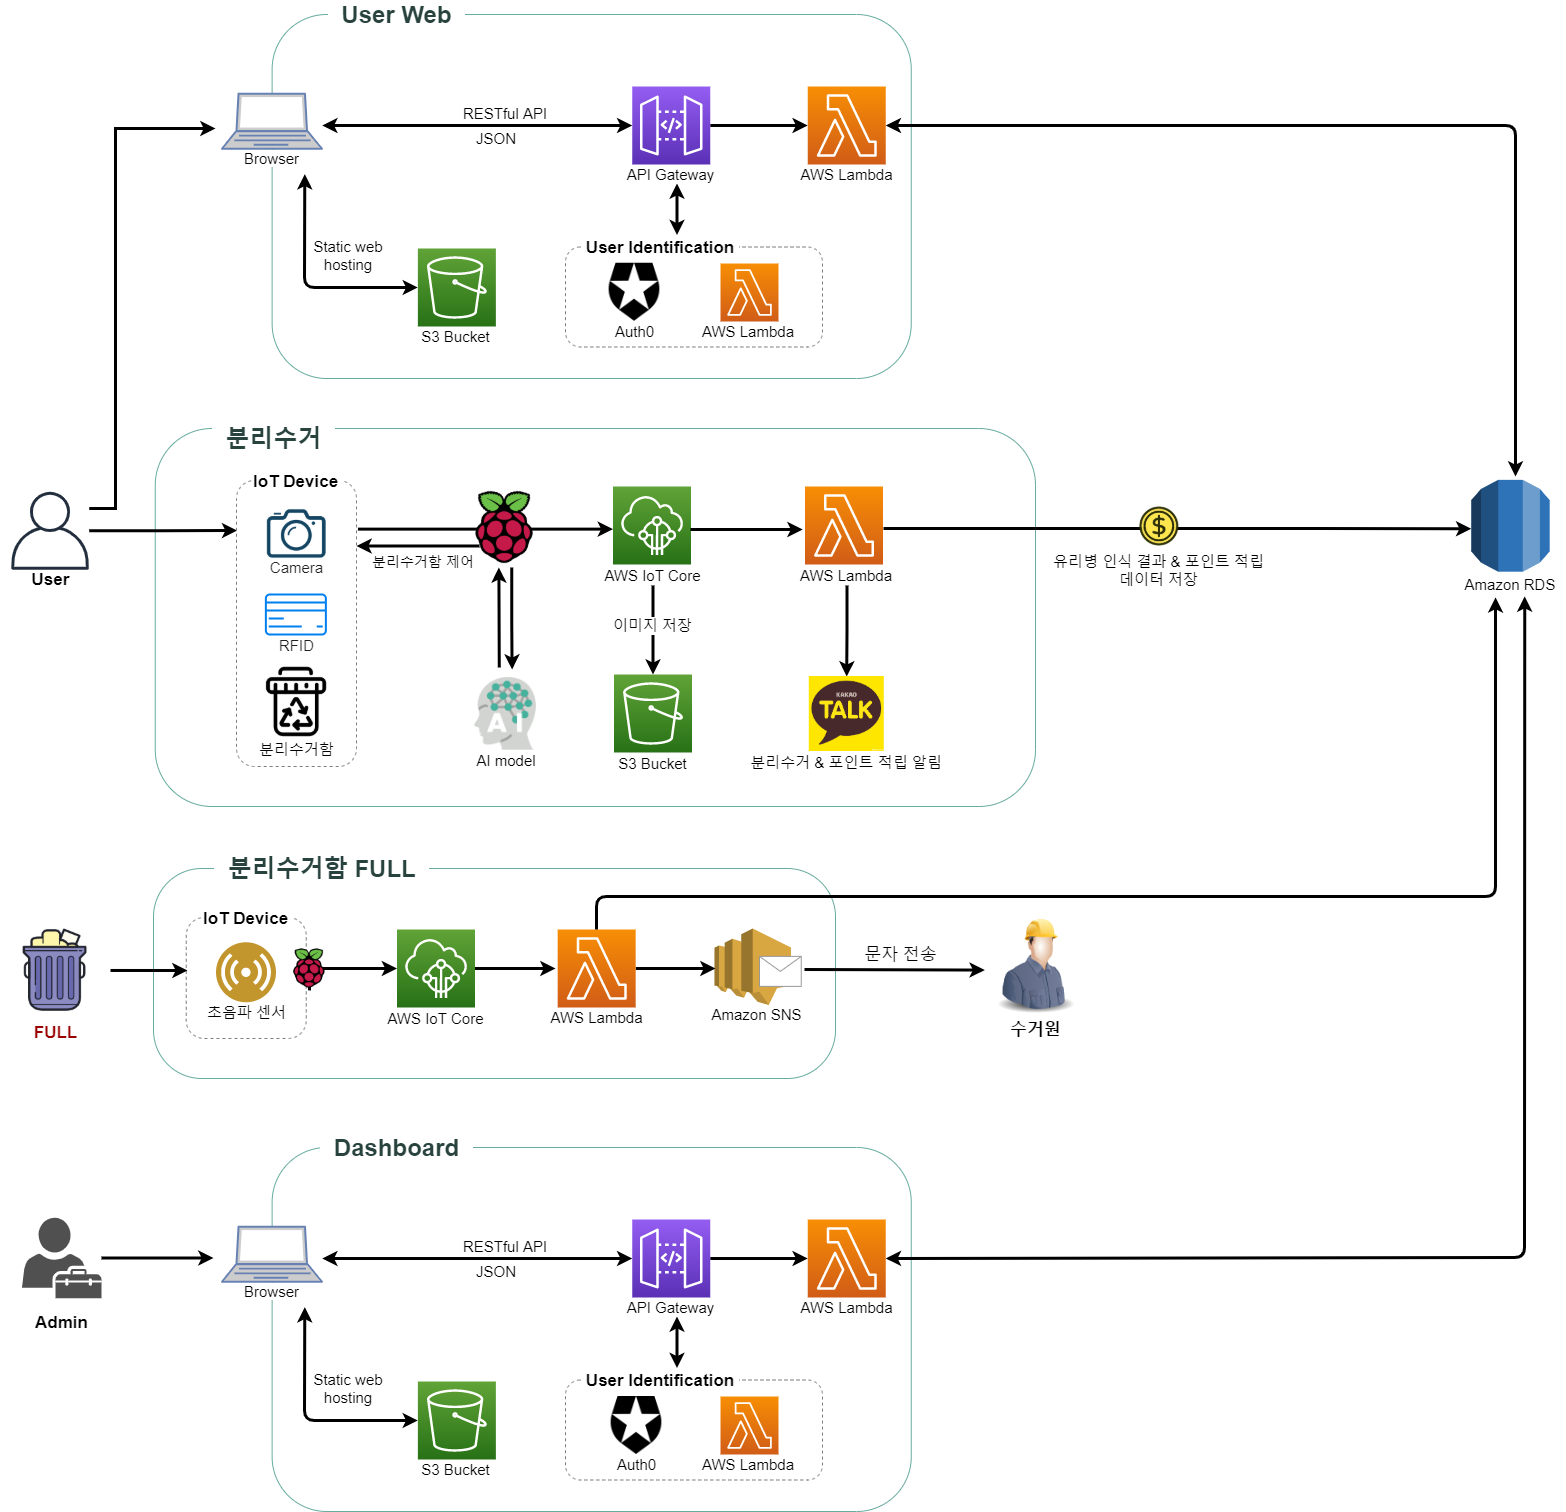 User Web
Browser
RESTful API
JSON
API Gateway
AWS Lambda
Static web
hosting
S3 Bucket
User Identification
Auth0
AWS Lambda
분리수거
User
IoT Device
Camera
RFID
분리수거함
분리수거함 제어
AI
AI model
AWS IoT Core
이미지 저장
S3 Bucket
AWS Lambda
KAKAO
TALK
분리수거 & 포인트 적립 알림
$
유리병 인식 결과 & 포인트 적립
데이터 저장
Amazon RDS
분리수거함 FULL
FULL
IoT Device
초음파 센서
AWS IoT Core
AWS Lambda
Amazon SNS
문자 전송
수거원
Dashboard
Admin
Browser
RESTful API
JSON
API Gateway
AWS Lambda
Static web
hosting
S3 Bucket
User Identification
Auth0
AWS Lambda